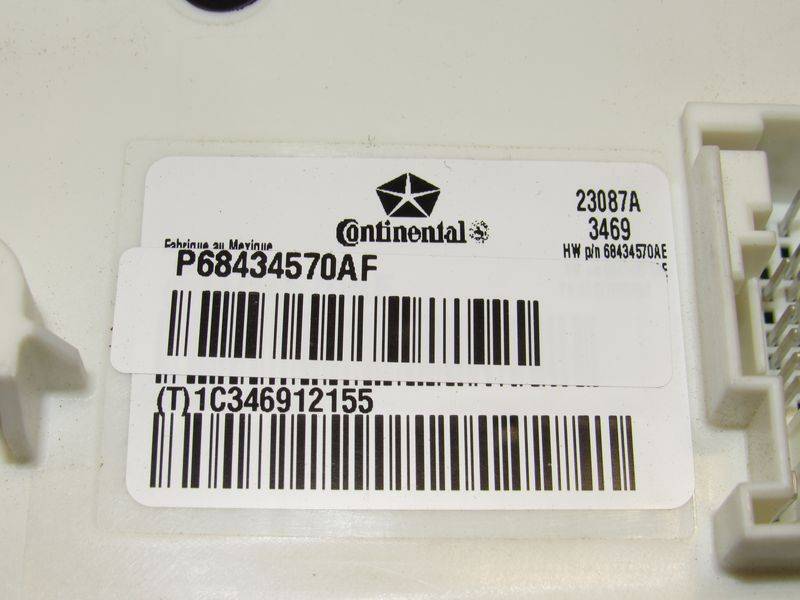 Continental
23087A
3469
Fabrique au Mexique
HW p/n 68434570AE
P68434570AF
(T)1C346912155